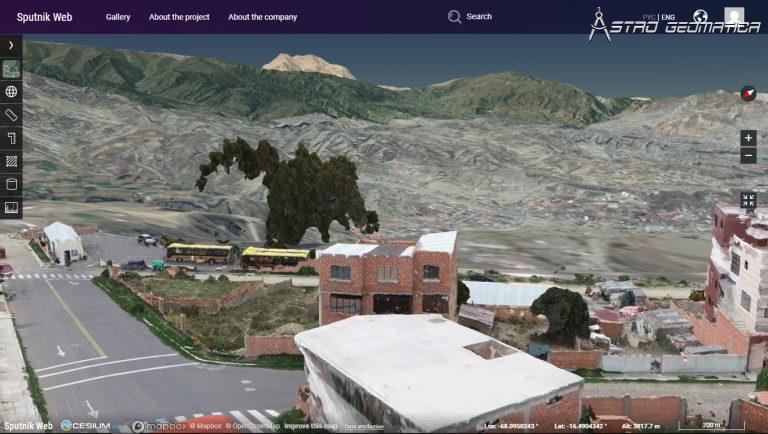 Sputnik Web Gallery About the project About the company Search РУС | ENG
ASTRO GEOMATICA
Sputnik Web CESIUM mapbox © Mapbox © OpenStreetMap Improve this map Data attribution Lon: -68.0950243 ° Lat: -16.4904342 ° Alt: 3817.7 m 200 m